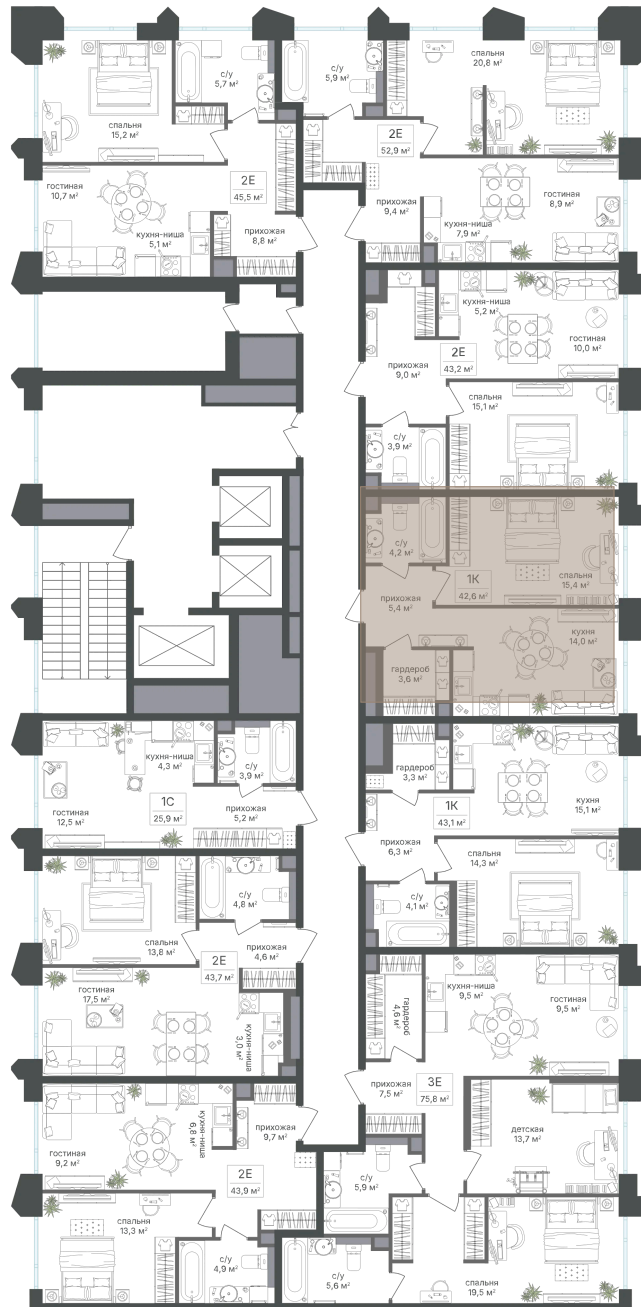 с/у
5,7 м²
с/у
5,9 м²
спальня
20,8 м²
спальня
15,2 м²
2Е
52,9 м²
гостиная
10,7 м²
2Е
45,5 м²
прихожая
9,4 м²
гостиная
8,9 м²
кухня-ниша
5,1 м²
прихожая
8,8 м²
кухня-ниша
7,9 м²
кухня-ниша
5,2 м²
гостиная
10,0 м²
прихожая
9,0 м²
2Е
43,2 м²
спальня
15,1 м²
с/у
3,9 м²
с/у
4,2 м²
1К
42,6 м²
спальня
15,4 м²
прихожая
5,4 м²
кухня
14,0 м²
гардероб
3,6 м²
кухня-ниша
4,3 м²
с/у
3,9 м²
гостиная
12,5 м²
1С
25,9 м²
прихожая
5,2 м²
гардероб
3,3 м²
1К
43,1 м²
кухня
15,1 м²
прихожая
6,3 м²
спальня
14,3 м²
с/у
4,1 м²
с/у
4,8 м²
спальня
13,8 м²
прихожая
4,6 м²
2Е
43,7 м²
гостиная
17,5 м²
кухня-ниша
3,0 м²
гардероб
4,6 м²
кухня-ниша
9,5 м²
гостиная
9,5 м²
прихожая
7,5 м²
3Е
75,8 м²
детская
13,7 м²
кухня-ниша
6,8 м²
гостиная
9,2 м²
прихожая
9,7 м²
2Е
43,9 м²
с/у
5,9 м²
спальня
13,3 м²
с/у
4,9 м²
с/у
5,6 м²
спальня
19,5 м²